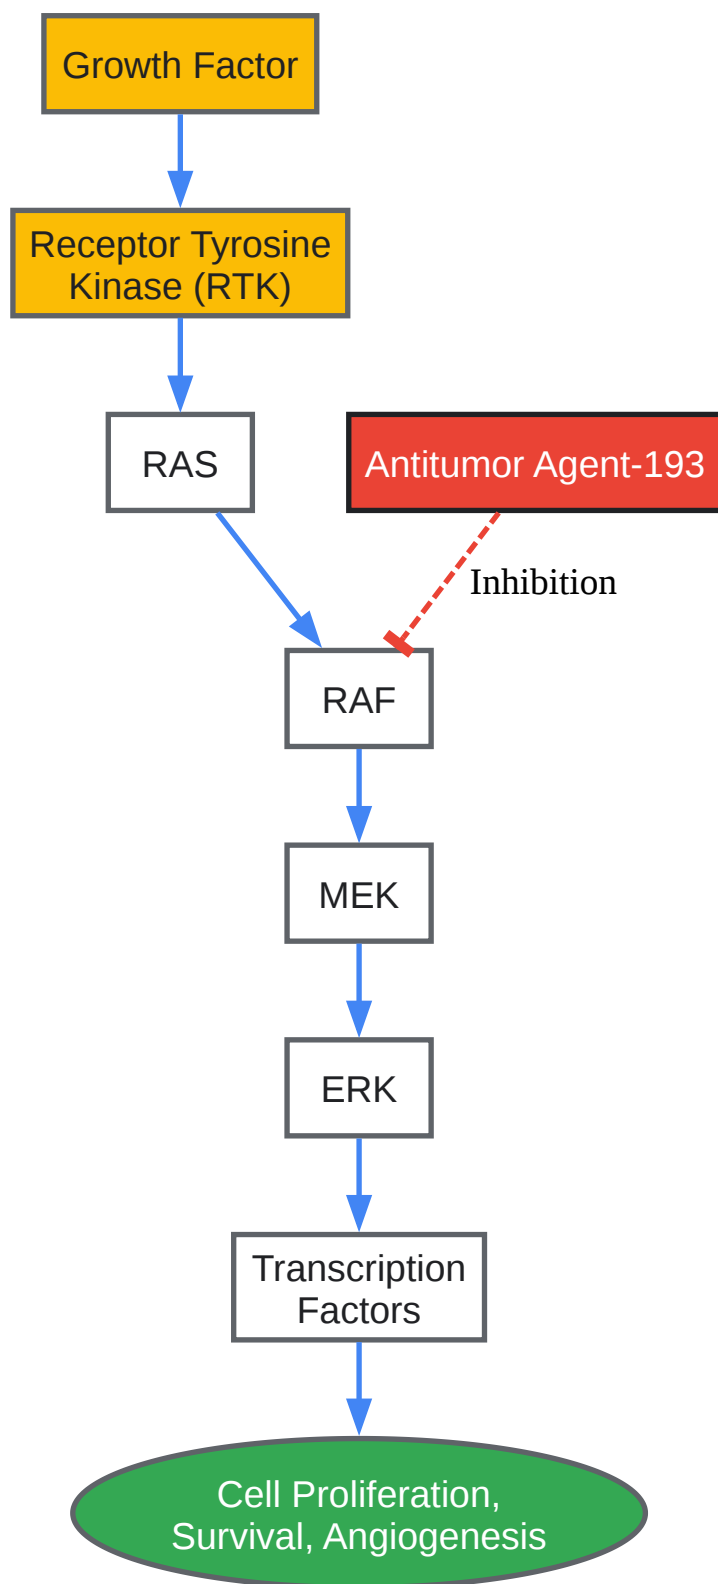 Growth Factor
Receptor Tyrosine
Kinase (RTK)
RAS
Antitumor Agent-193
Inhibition
RAF
MEK
ERK
Transcription
Factors
Cell Proliferation,
Survival, Angiogenesis